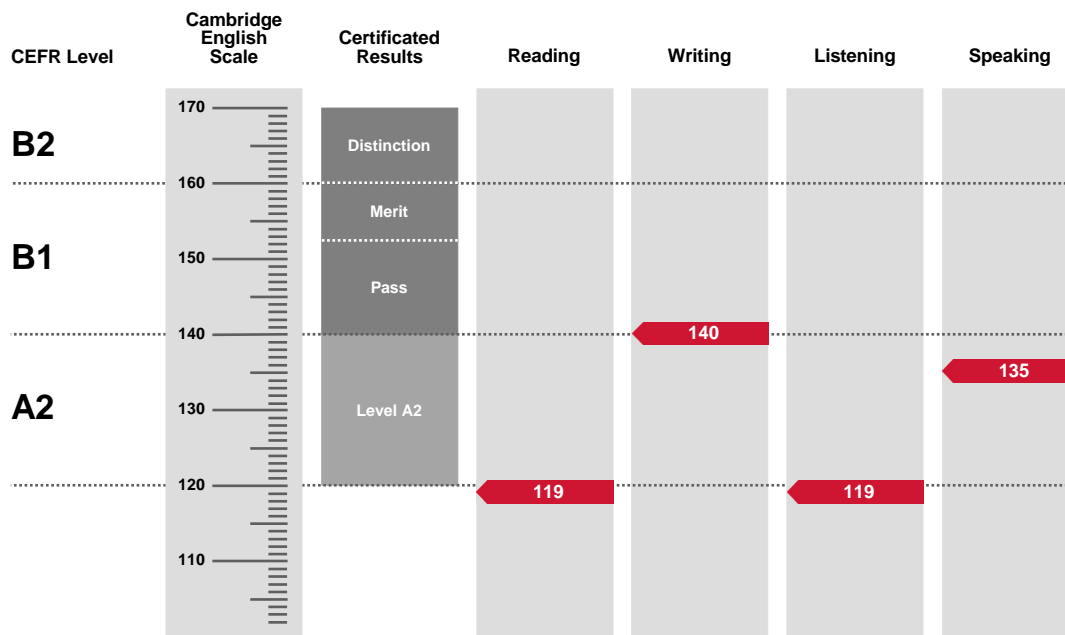 CEFR Level
Cambridge
English
Scale
Certificated
Results
Reading
Writing
Listening
Speaking
170
B2
Distinction
160
Merit
B1
150
Pass
140
140
135
A2
130
Level A2
120
119
119
110